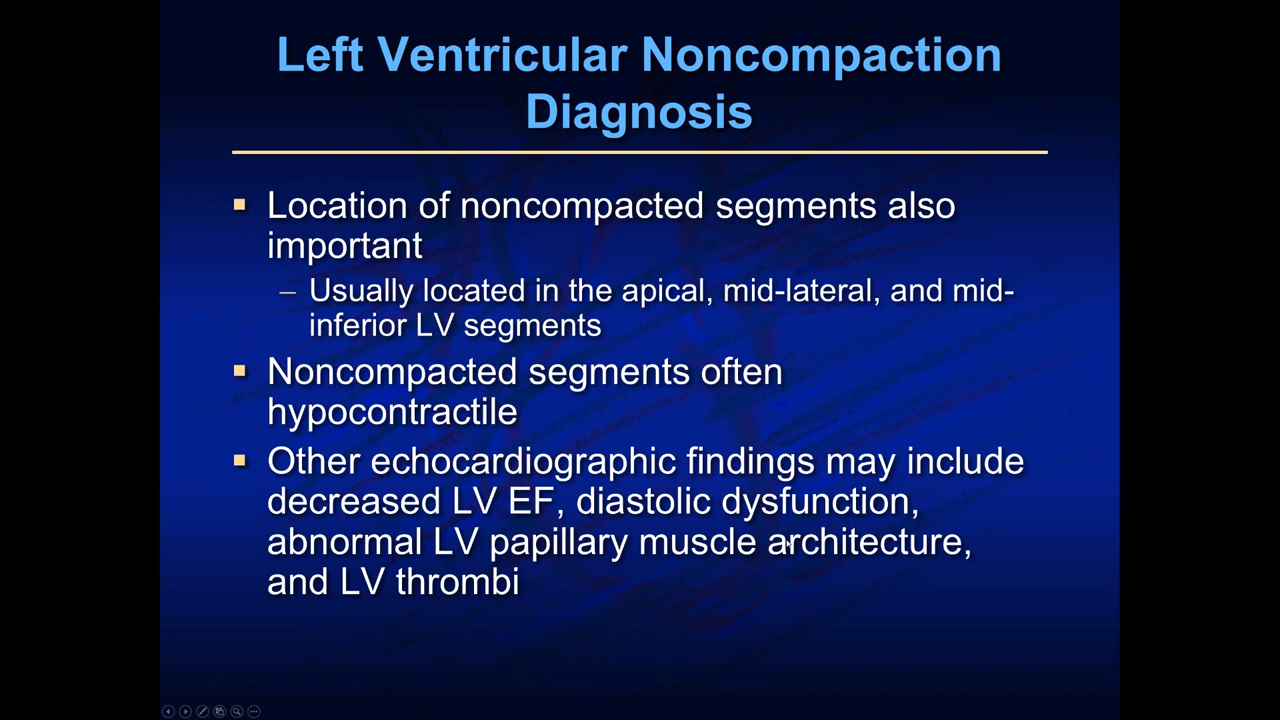 Left Ventricular Noncompaction
Diagnosis
▪ Location of noncompacted segments also
important
– Usually located in the apical, mid-lateral, and mid-
inferior LV segments
▪ Noncompacted segments often
hypocontractile
▪ Other echocardiographic findings may include
decreased LV EF, diastolic dysfunction,
abnormal LV papillary muscle architecture,
and LV thrombi